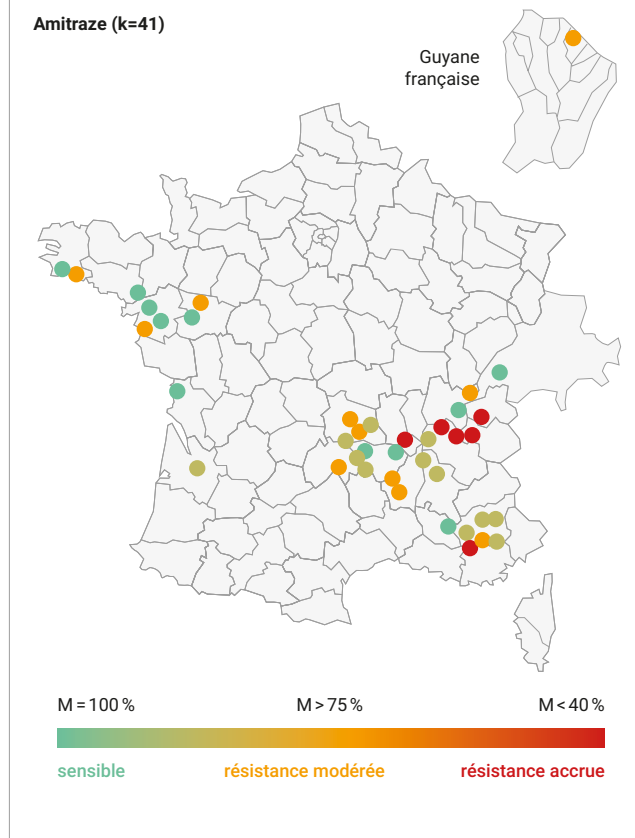 Amitraze (k=41)
Guyane
française
M = 100 % M > 75 % M < 40 %
sensible résistance modérée résistance accrue